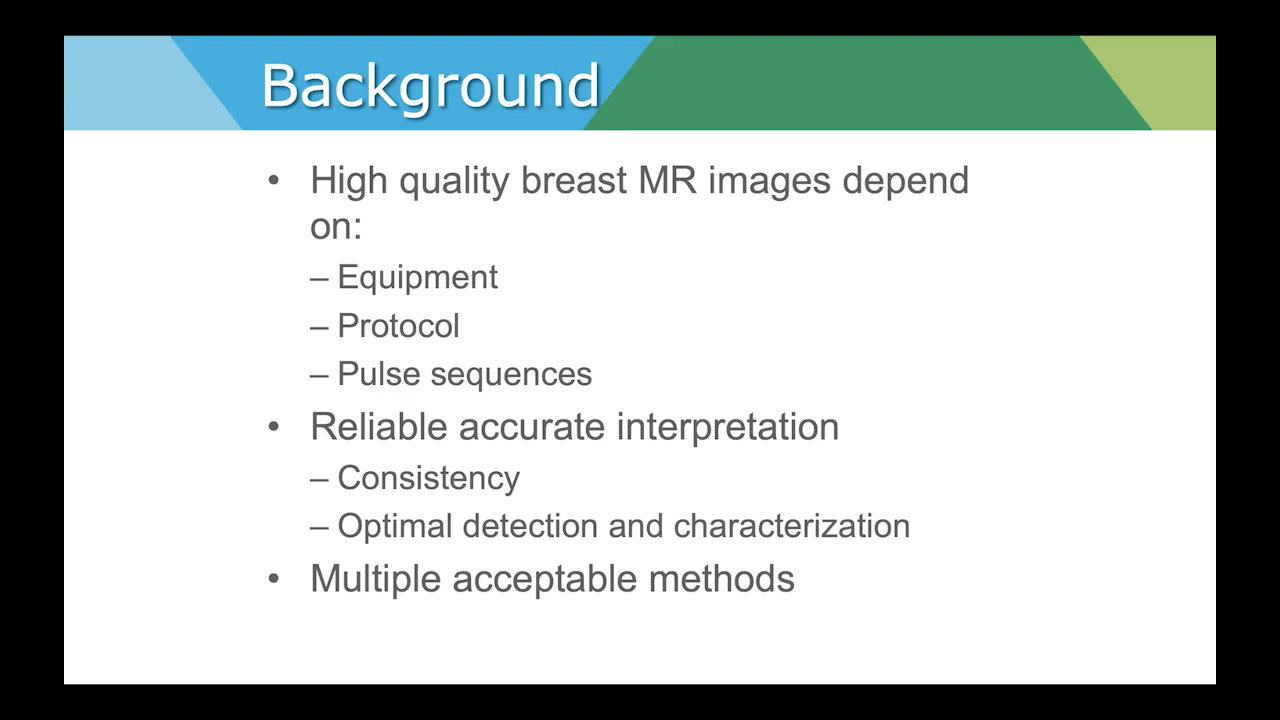 Background
• High quality breast MR images depend
on:
– Equipment
– Protocol
– Pulse sequences
• Reliable accurate interpretation
– Consistency
– Optimal detection and characterization
• Multiple acceptable methods